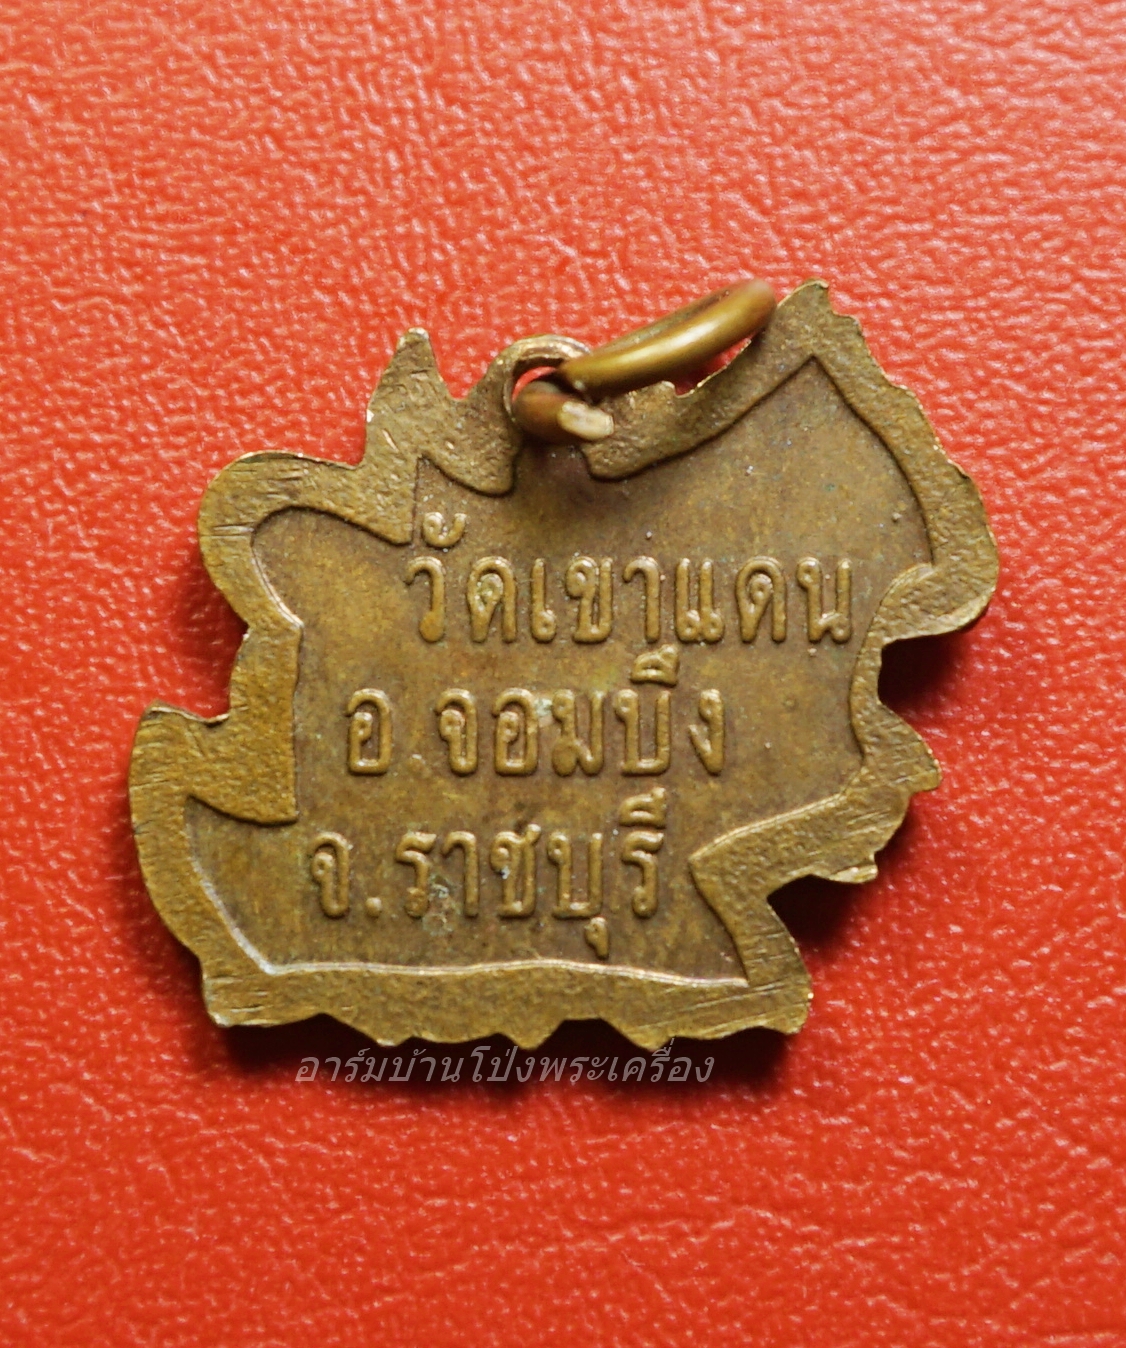 วัดเขาแดน
อ.จอมบึง
จ.ราชบุรี
อาร์มบ้านโป่งพระเครื่อง